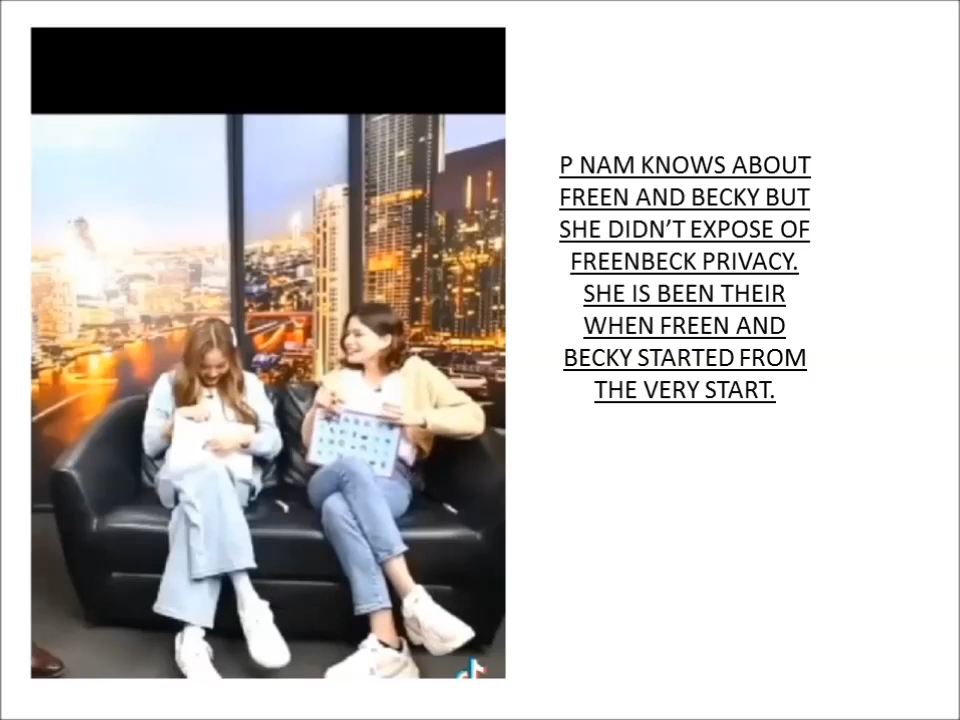 P NAM KNOWS ABOUT
FREEN AND BECKY BUT
SHE DIDN’T EXPOSE OF
FREENBECK PRIVACY.
SHE IS BEEN THEIR
WHEN FREEN AND
BECKY STARTED FROM
THE VERY START.